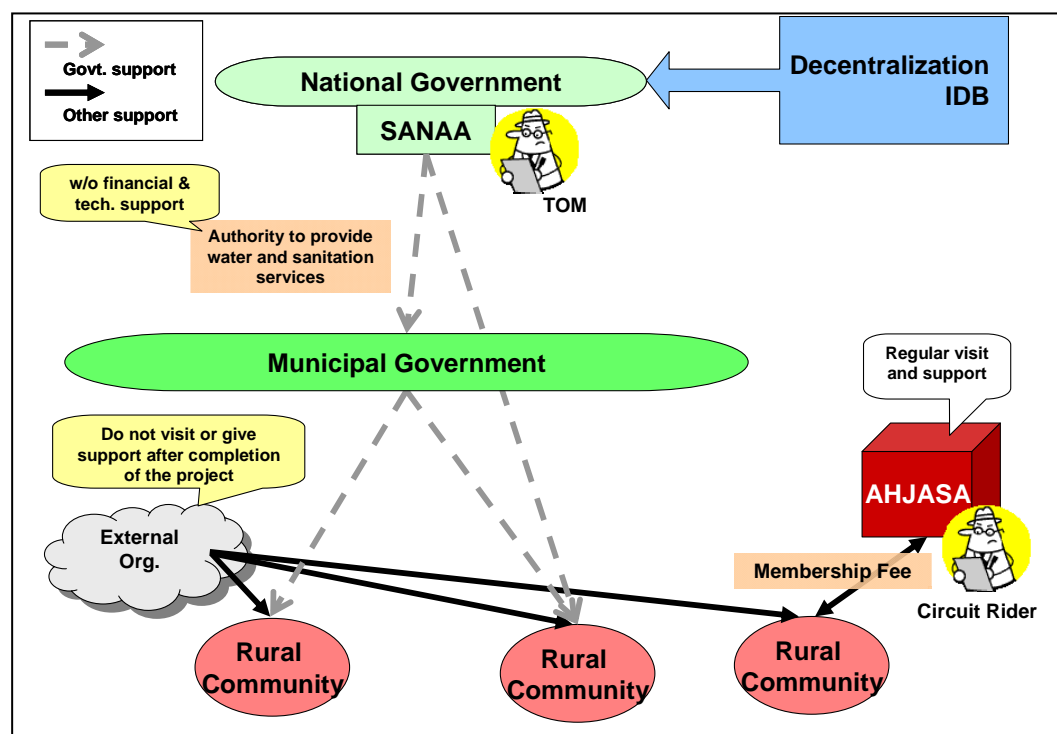 Govt. support
Other support
National Government
SANAA
TOM
Decentralization
IDB
w/o financial &
tech. support
Authority to provide
water and sanitation
services
Municipal Government
Regular visit
and support
Do not visit or give
support after completion
of the project
AHJASA
External
Org.
Membership Fee
Circuit Rider
Rural
Community
Rural
Community
Rural
Community